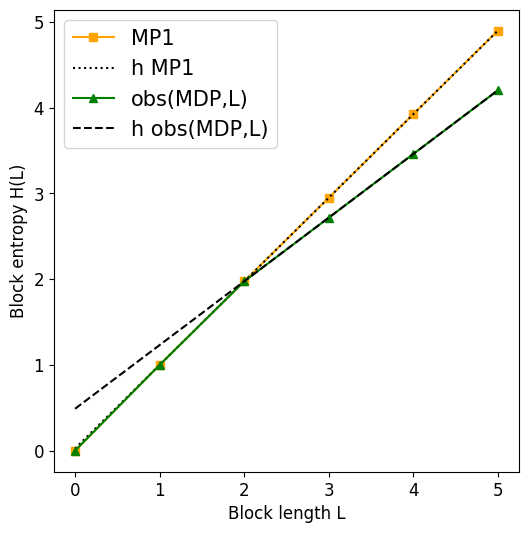 MP1
h MP1
obs(MDP,L)
h obs(MDP,L)
Block entropy H(L)
5
4
3
2
1
0
0 1 2 3 4 5
Block length L